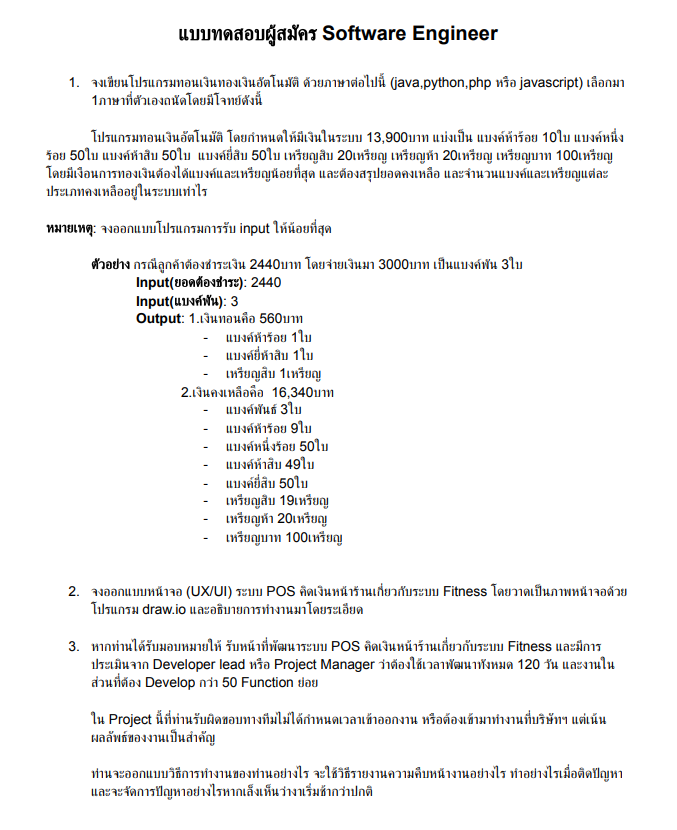 แบบทดสอบผู้สมัคร Software Engineer
1. จงเขียนโปรแกรมทอนเงินทองเงินอัตโนมัติ ด้วยภาษาต่อไปนี้ (java,python,php หรือ javascript) เลือกมา
1ภาษาที่ตัวเองถนัดโดยมีโจทย์ดังนี้
โปรแกรมทอนเงินอัตโนมัติ โดยกำหนดให้มีเงินในระบบ 13,900บาท แบ่งเป็น แบงค์ห้าร้อย 10ใบ แบงค์หนึ่ง
ร้อย 50ใบ แบงค์ห้าสิบ 50ใบ แบงค์ยี่สิบ 50ใบ เหรียญสิบ 20เหรียญ เหรียญห้า 20เหรียญ เหรียญบาท 100เหรียญ
โดยมีเงือนการทองเงินต้องได้แบงค์และเหรียญน้อยที่สุด และต้องสรุปยอดคงเหลือ และจำนวนแบงค์และเหรียญแต่ละ
ประเภทคงเหลืออยู่ในระบบเท่าไร
หมายเหตุ: จงออกแบบโปรแกรมการรับ input ให้น้อยที่สุด
ตัวอย่าง กรณีลูกค้าต้องชำระเงิน 2440บาท โดยจ่ายเงินมา 3000บาท เป็นแบงค์พัน 3ใบ
Input(ยอดต้องชำระ): 2440
Input(แบงค์พัน): 3
Output: 1.เงินทอนคือ 560บาท
- แบงค์ห้าร้อย 1ใบ
- แบงค์ยี่ห้าสิบ 1ใบ
- เหรียญสิบ 1เหรียญ
2.เงินคงเหลือคือ 16,340บาท
- แบงค์พันธ์ 3ใบ
- แบงค์ห้าร้อย 9ใบ
- แบงค์หนึ่งร้อย 50ใบ
- แบงค์ห้าสิบ 49ใบ
- แบงค์ยี่สิบ 50ใบ
- เหรียญสิบ 19เหรียญ
- เหรียญห้า 20เหรียญ
- เหรียญบาท 100เหรียญ
2. จงออกแบบหน้าจอ (UX/UI) ระบบ POS คิดเงินหน้าร้านเกี่ยวกับระบบ Fitness โดยวาดเป็นภาพหน้าจอด้วย
โปรแกรม draw.io และอธิบายการทำงานมาโดยระเอียด
3. หากท่านได้รับมอบหมายให้ รับหน้าที่พัฒนาระบบ POS คิดเงินหน้าร้านเกี่ยวกับระบบ Fitness และมีการ
ประเมินจาก Developer lead หรือ Project Manager ว่าต้องใช้เวลาพัฒนาทั้งหมด 120 วัน และงานใน
ส่วนที่ต้อง Develop กว่า 50 Function ย่อย
ใน Project นี้ที่ท่านรับผิดขอบทางทีมไม่ได้กำหนดเวลาเข้าออกงาน หรือต้องเข้ามาทำงานที่บริษัทฯ แต่เน้น
ผลลัพธ์ของงานเป็นสำคัญ
ท่านจะออกแบบวิธีการทำงานของท่านอย่างไร จะใช้วิธีรายงานความคืบหน้างานอย่างไร ทำอย่างไรเมื่อติดปัญหา
และจะจัดการปัญหาอย่างไรหากเล็งเห็นว่างาเริ่มช้ากว่าปกติ